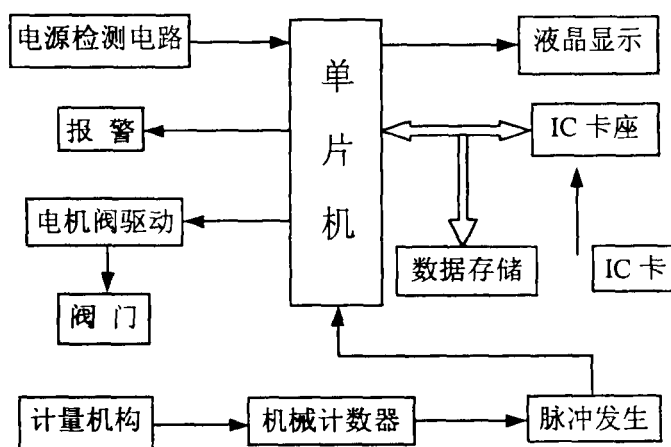 电源检测电路
单片机
液晶显示
报 警
IC 卡座
电机阀驱动
数据存储
IC 卡
阀 门
计量机构
机械计数器
脉冲发生